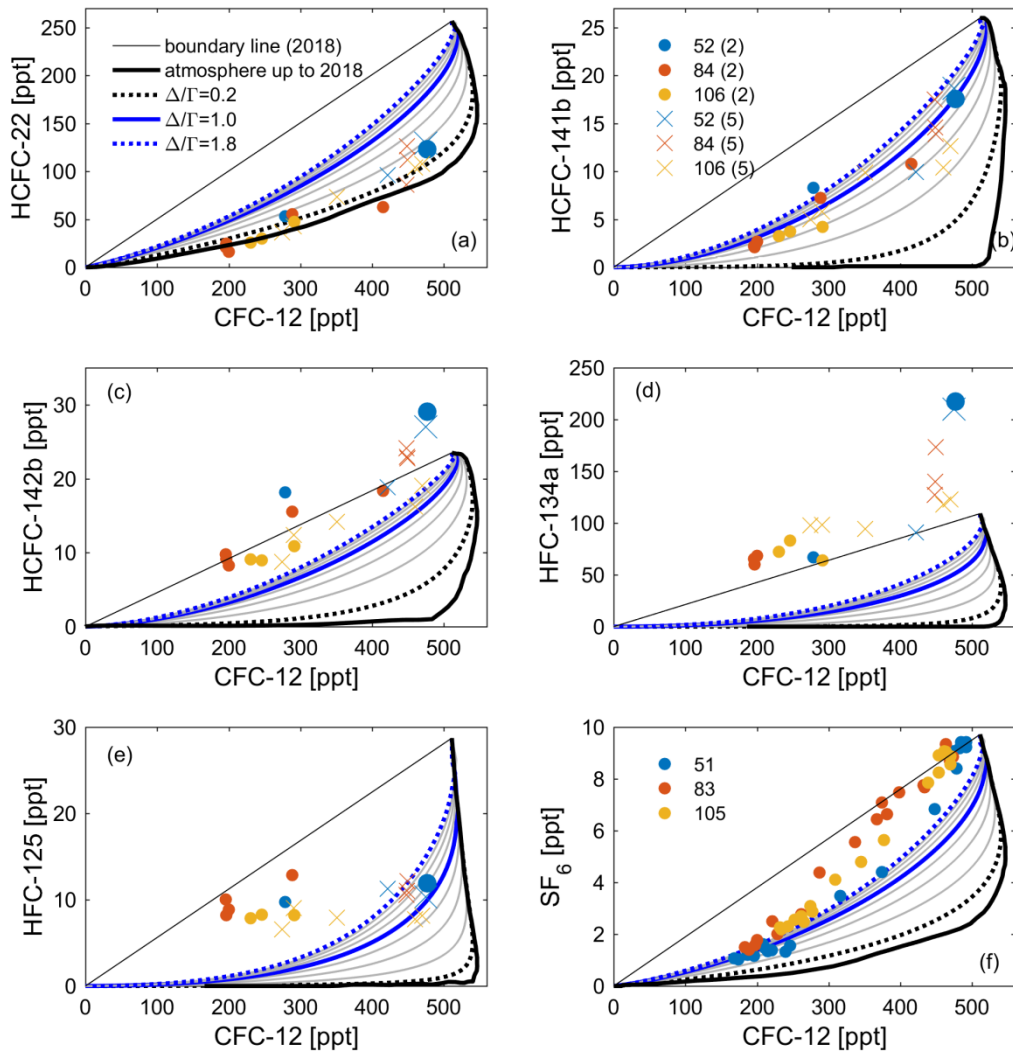 HCFC-22 [ppt]
250
200
150
100
50
0
boundary line (2018)
atmosphere up to 2018
Δ/Γ=0.2
Δ/Γ=1.0
Δ/Γ=1.8
(a)
0 100 200 300 400 500
CFC-12 [ppt]
HCFC-141b [ppt]
25
20
15
10
5
0
52 (2)
84 (2)
106 (2)
52 (5)
84 (5)
106 (5)
(b)
0 100 200 300 400 500
CFC-12 [ppt]
HCFC-142b [ppt]
30
20
10
0
(c)
0 100 200 300 400 500
CFC-12 [ppt]
HFC-134a [ppt]
250
200
150
100
50
0
(d)
0 100 200 300 400 500
CFC-12 [ppt]
HFC-125 [ppt]
30
20
10
0
(e)
0 100 200 300 400 500
CFC-12 [ppt]
SF6 [ppt]
10
8
6
4
2
0
51
83
105
(f)
0 100 200 300 400 500
CFC-12 [ppt]